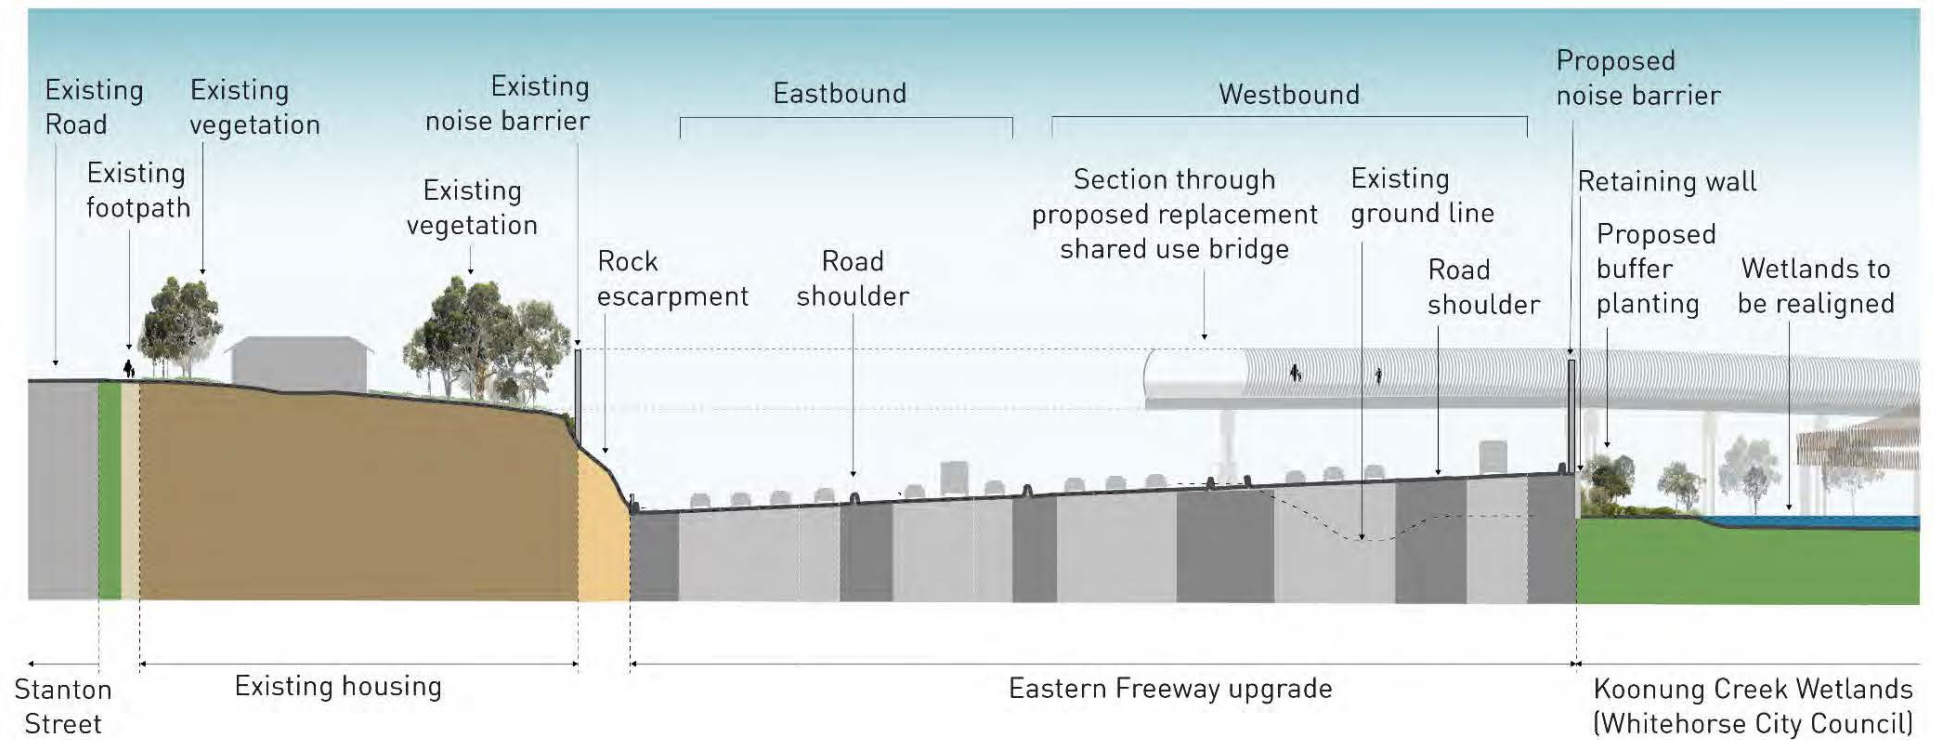 Existing
Road
Existing
vegetation
Existing
footpath
Existing
vegetation
Existing
noise barrier
Rock
escarpment
Eastbound
Road
shoulder
Westbound
Section through
proposed replacement
shared use bridge
Existing
ground line
Road
shoulder
Proposed
noise barrier
Retaining wall
Proposed
buffer
planting
Wetlands to
be realigned
Stanton
Street
Existing housing
Eastern Freeway upgrade
Koonung Creek Wetlands
(Whitehorse City Council)